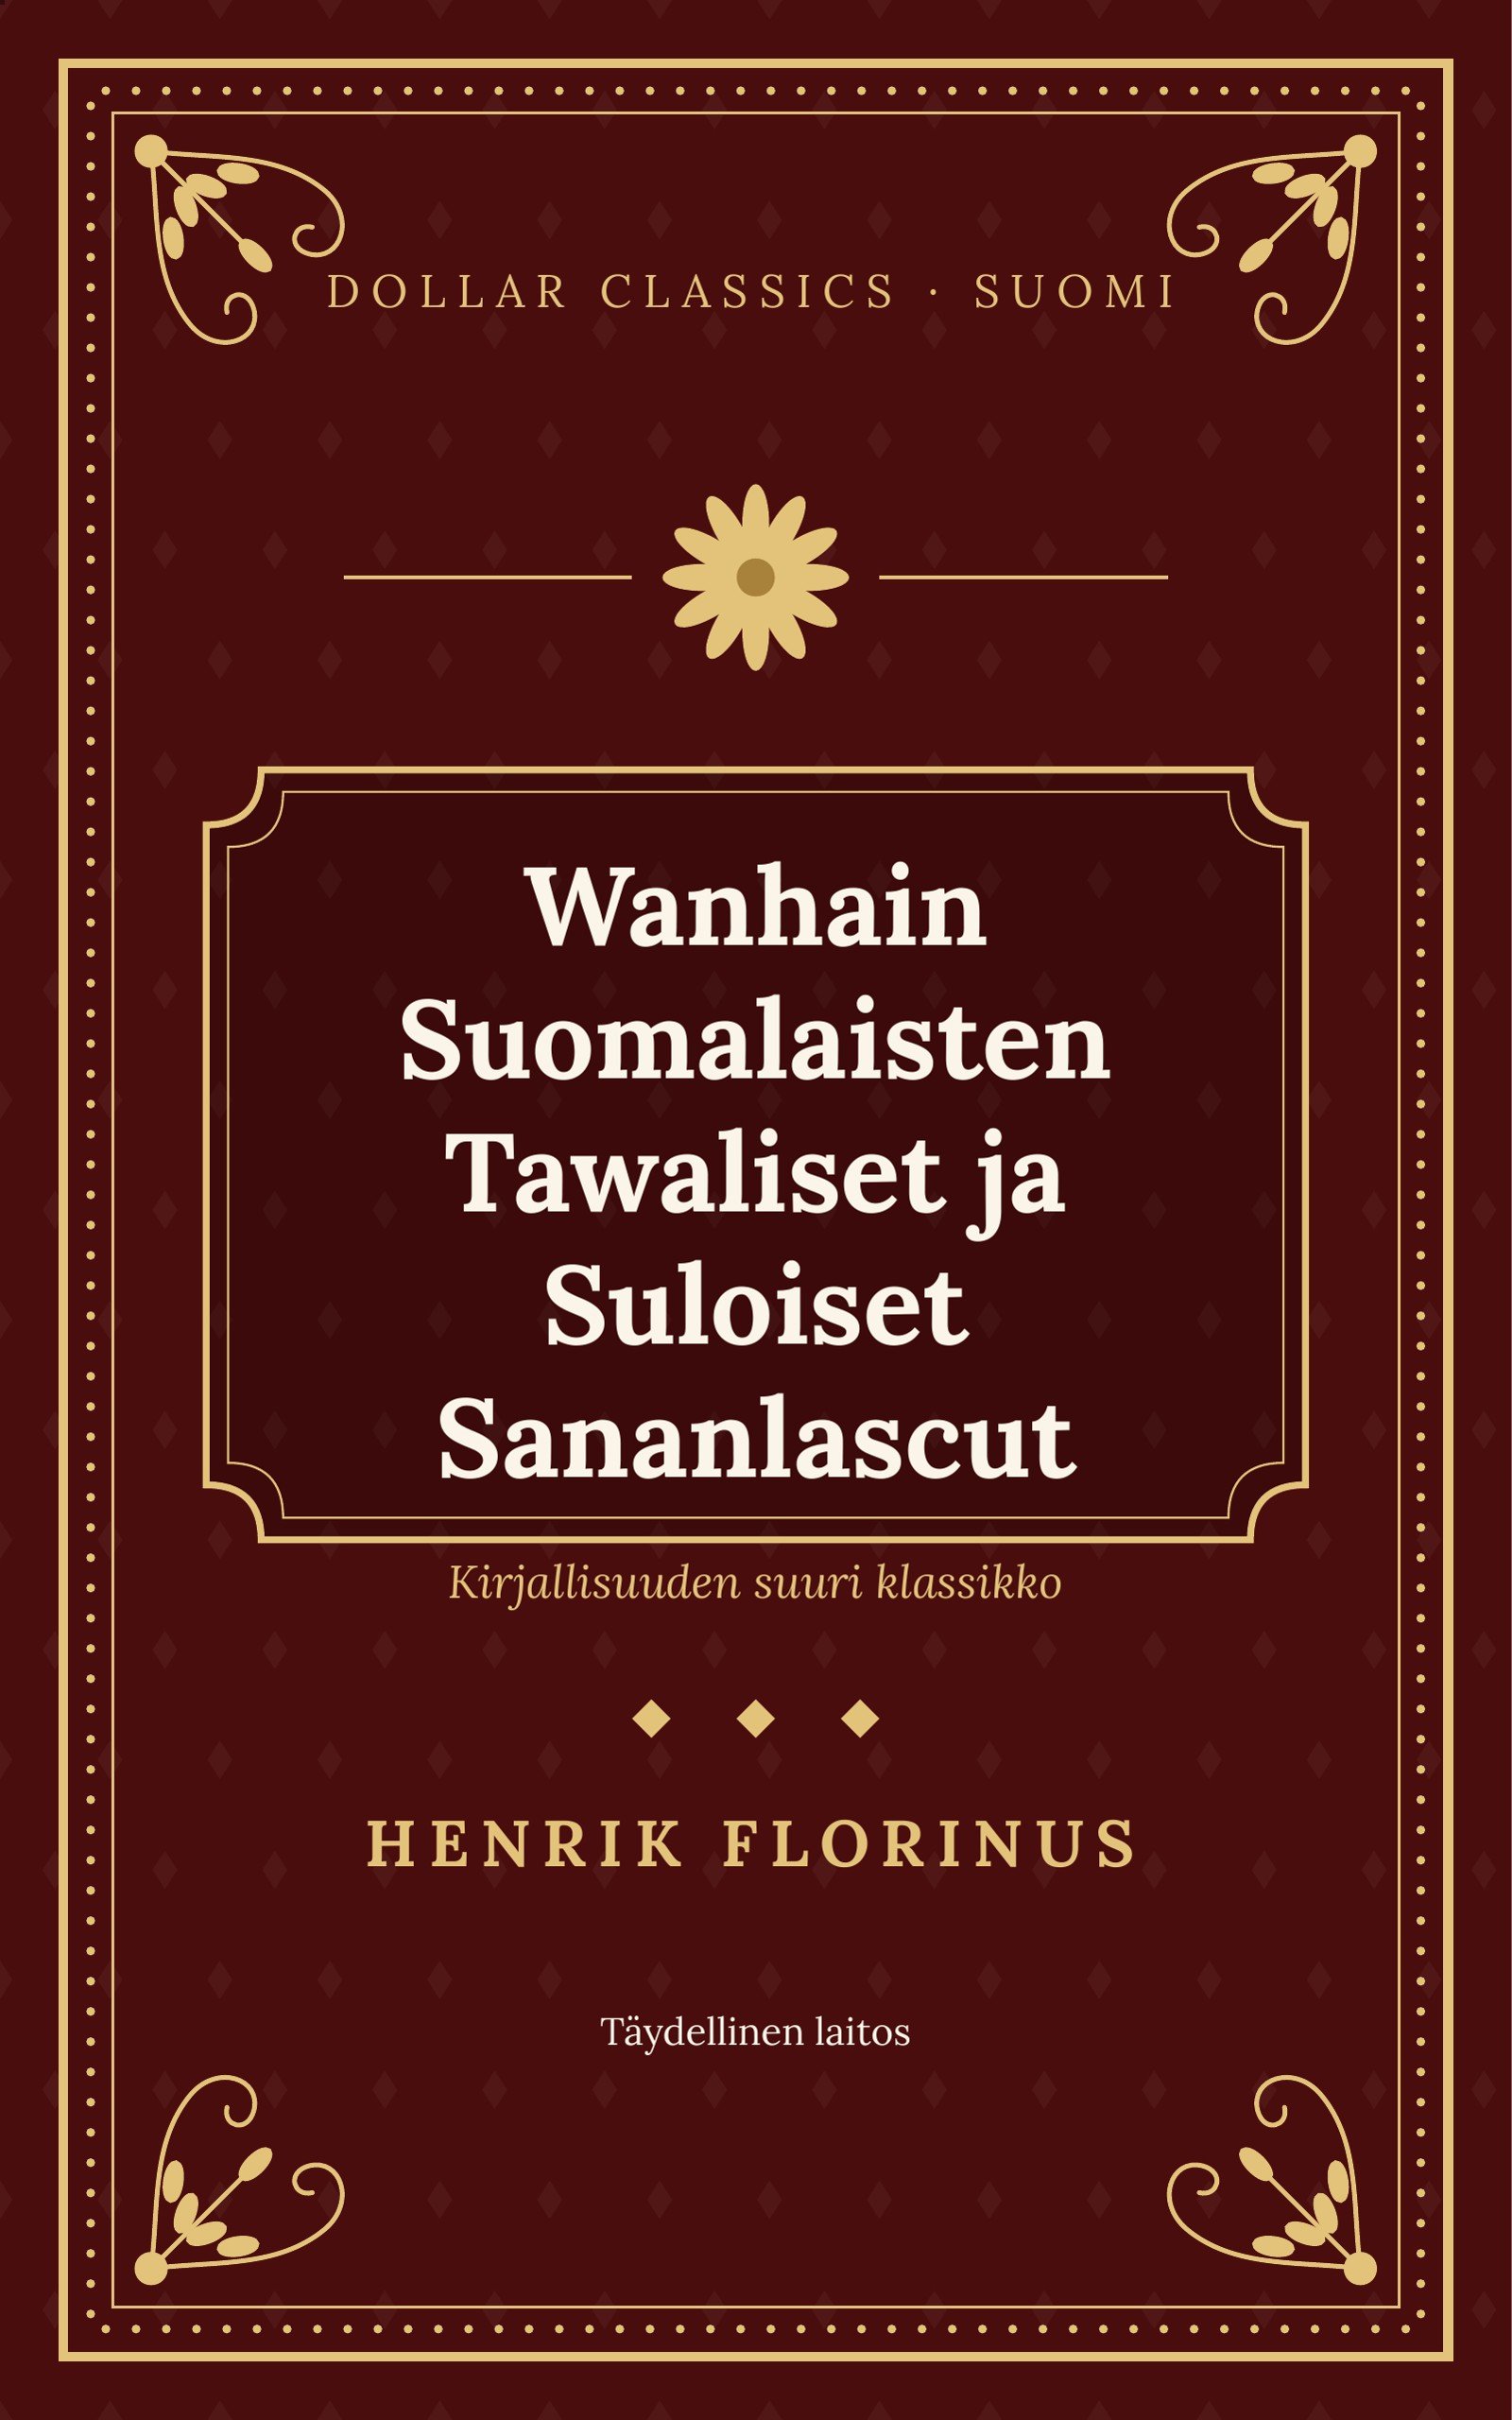 DOLLAR CLASSICS · SUOMI
Wanhain
Suomalaisten
Tawaliset ja
Suloiset
Sananlascut
Kirjallisuuden suuri klassikko
HENRIK FLORINUS
Täydellinen laitos